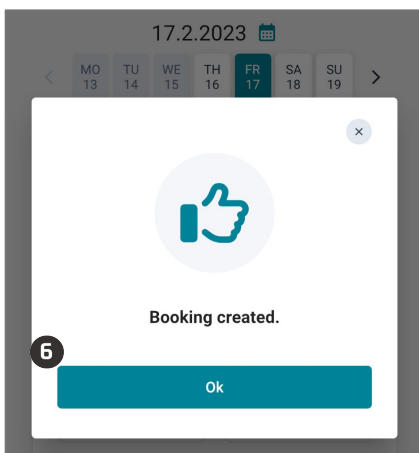 17.2.2023
MO TU WE TH FR SA SU
13 14 15 16 17 18 19
Booking created.
6
Ok